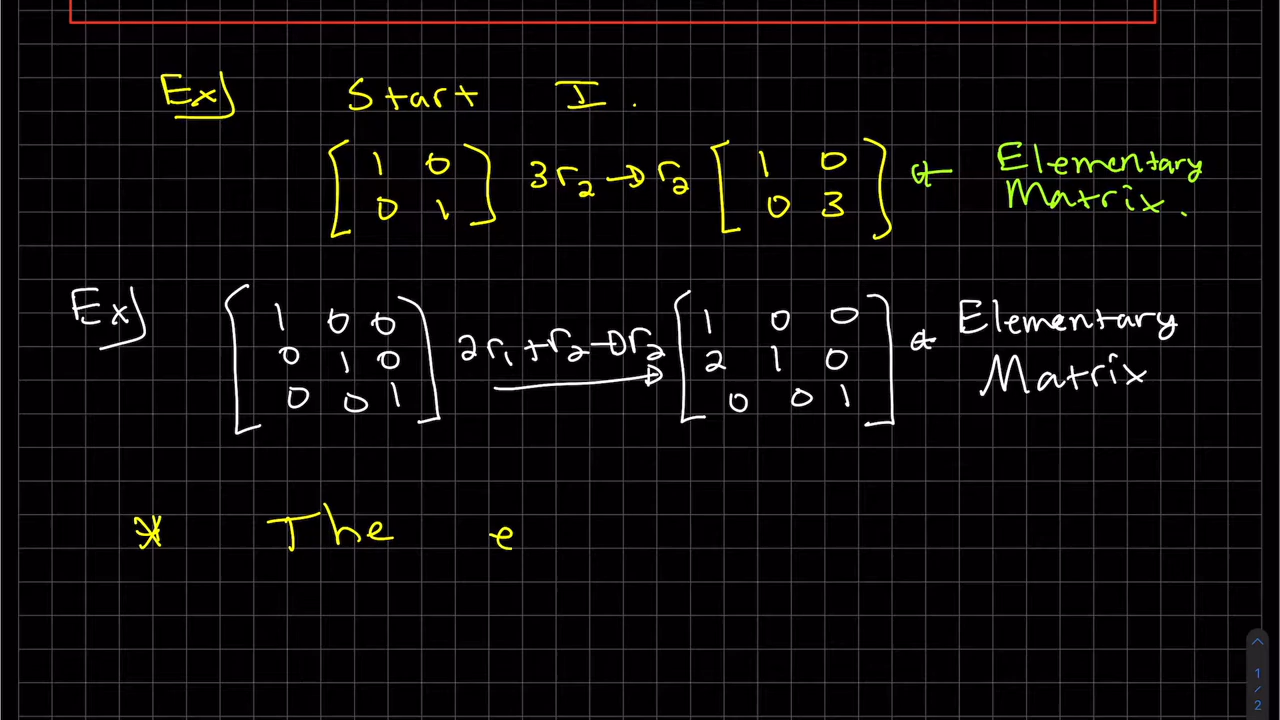 Ex) Start I.
[1 0; 0 1] 3r₂→r₂ [1 0; 0 3] ← Elementary Matrix.
Ex) [1 0 0; 0 1 0; 0 0 1] 2r₁+r₂→r₂ [1 0 0; 2 1 0; 0 0 1] ← Elementary Matrix
* The e
1/2